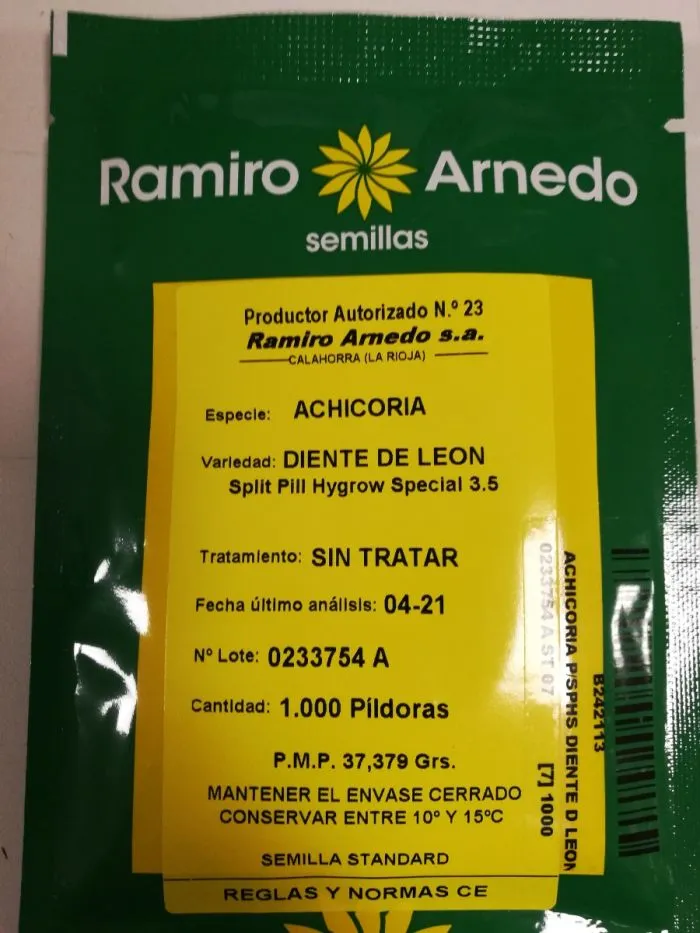 Ramiro Arnedo
semillas
Productor Autorizado N.º 23
Ramiro Arnedo s.a.
CALAHORRA (LA RIOJA)
Especie: ACHICORIA
Variedad: DIENTE DE LEON
Split Pill Hygrow Special 3.5
Tratamiento: SIN TRATAR
Fecha último análisis: 04-21
Nº Lote: 0233754 A
Cantidad: 1.000 Píldoras
P.M.P. 37,379 Grs.
MANTENER EL ENVASE CERRADO
CONSERVAR ENTRE 10º Y 15ºC
SEMILLA STANDARD
REGLAS Y NORMAS CE
B242113
ACHICORIA P/SPHS DIENTE D LEON
0233754 A ST 07 [7] 1000